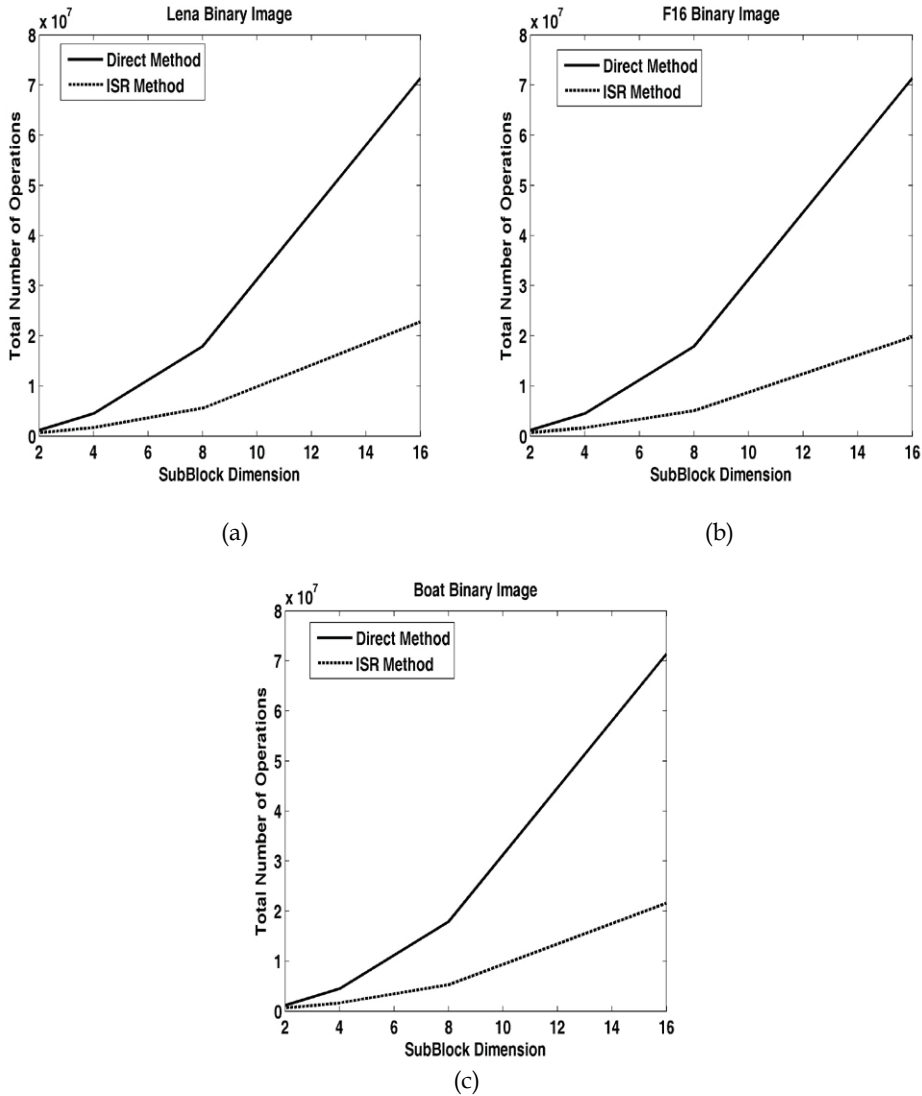 Lena Binary Image
x 10^7
Direct Method
ISR Method
Total Number of Operations
8
7
6
5
4
3
2
1
0
2 4 6 8 10 12 14 16
SubBlock Dimension
(a)
F16 Binary Image
x 10^7
Direct Method
ISR Method
Total Number of Operations
8
7
6
5
4
3
2
1
0
2 4 6 8 10 12 14 16
SubBlock Dimension
(b)
Boat Binary Image
x 10^7
Direct Method
ISR Method
Total Number of Operations
8
7
6
5
4
3
2
1
0
2 4 6 8 10 12 14 16
SubBlock Dimension
(c)